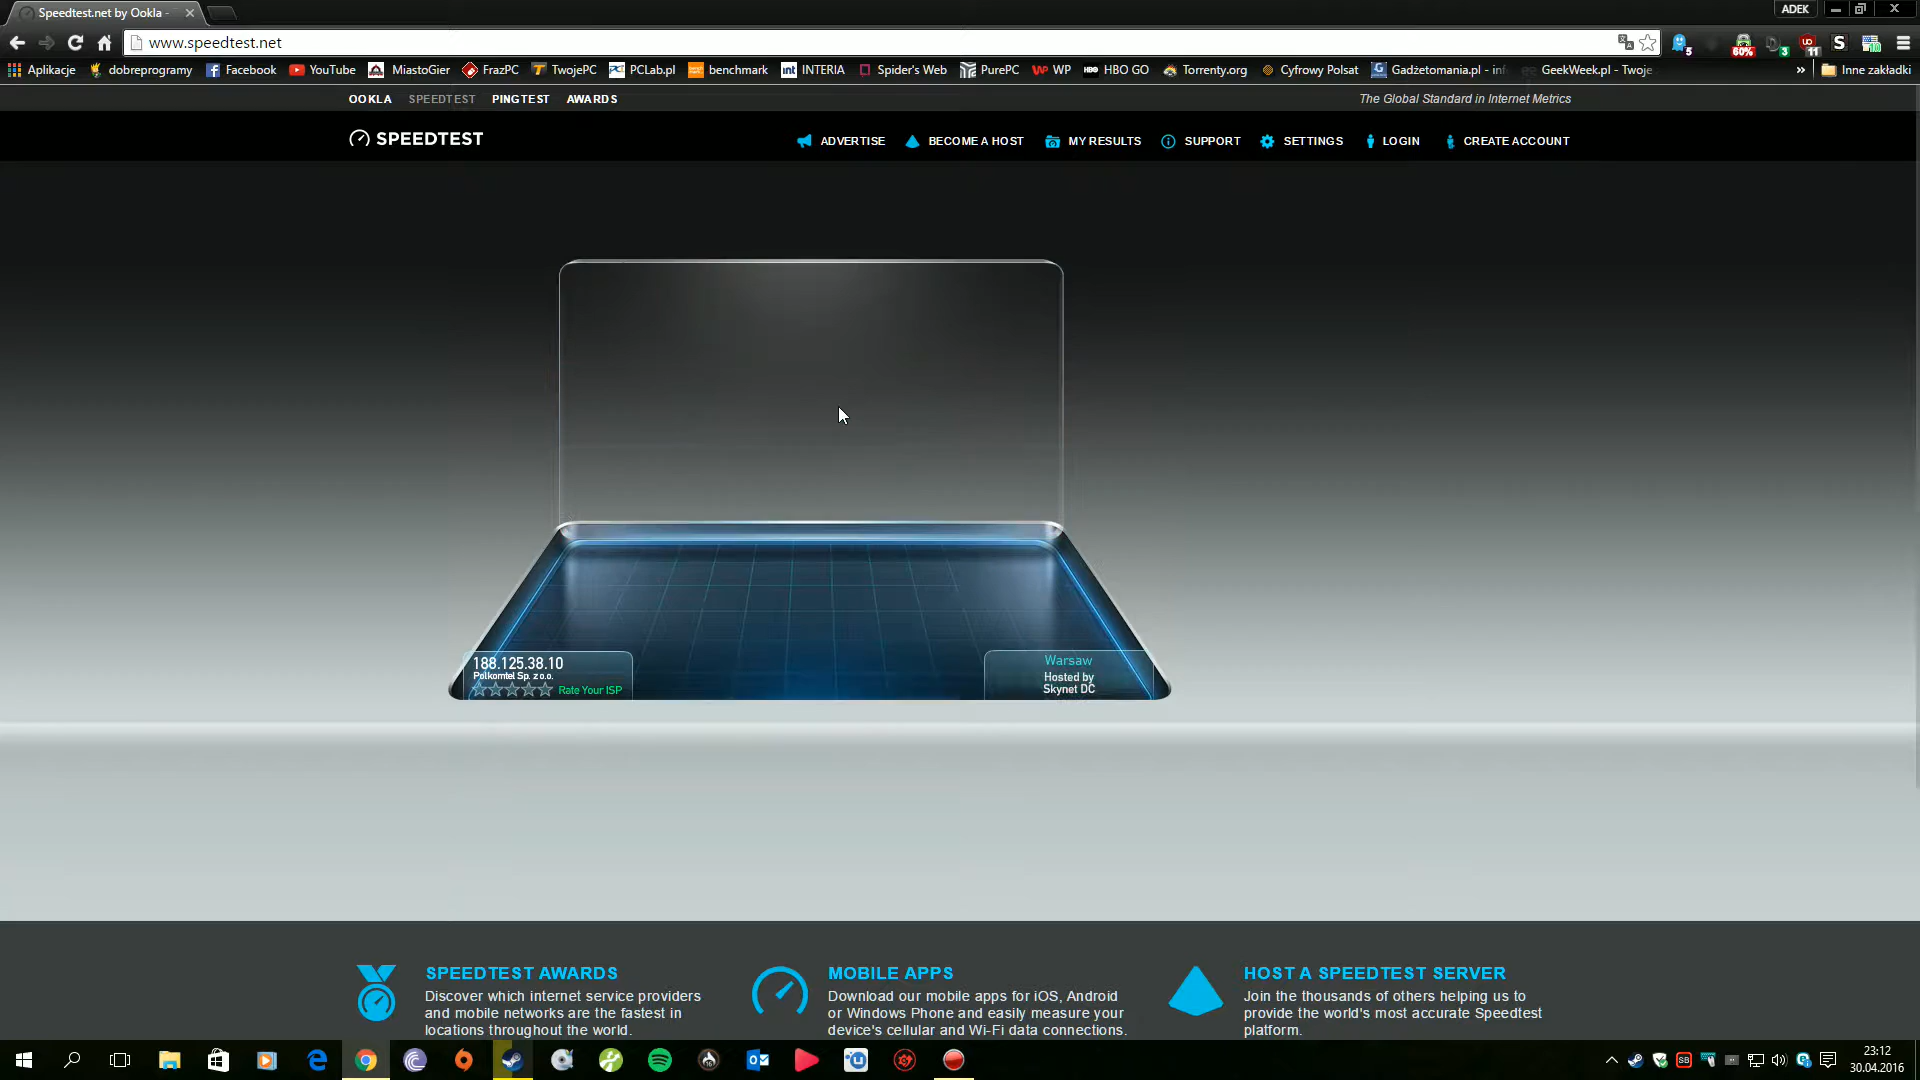 Speedtest.net by Ookla -
ADEK
www.speedtest.net
5
60%
3
11
Aplikacje dobreprogramy Facebook YouTube MiastoGier FrazPC TwojePC PCLab.pl benchmark INTERIA Spider's Web PurePC WP HBO GO Torrenty.org Cyfrowy Polsat Gadżetomania.pl - inf GeekWeek.pl - Twoje » Inne zakładki
OOKLA SPEEDTEST PINGTEST AWARDS
The Global Standard in Internet Metrics
SPEEDTEST
ADVERTISE BECOME A HOST MY RESULTS SUPPORT SETTINGS LOGIN CREATE ACCOUNT
188.125.38.10
Polkomtel Sp. z o.o.
Rate Your ISP
Warsaw
Hosted by
Skynet DC
SPEEDTEST AWARDS
Discover which internet service providers
and mobile networks are the fastest in
locations throughout the world.
MOBILE APPS
Download our mobile apps for iOS, Android
or Windows Phone and easily measure your
device's cellular and Wi-Fi data connections.
HOST A SPEEDTEST SERVER
Join the thousands of others helping us to
provide the world's most accurate Speedtest
platform.
23:12
30.04.2016